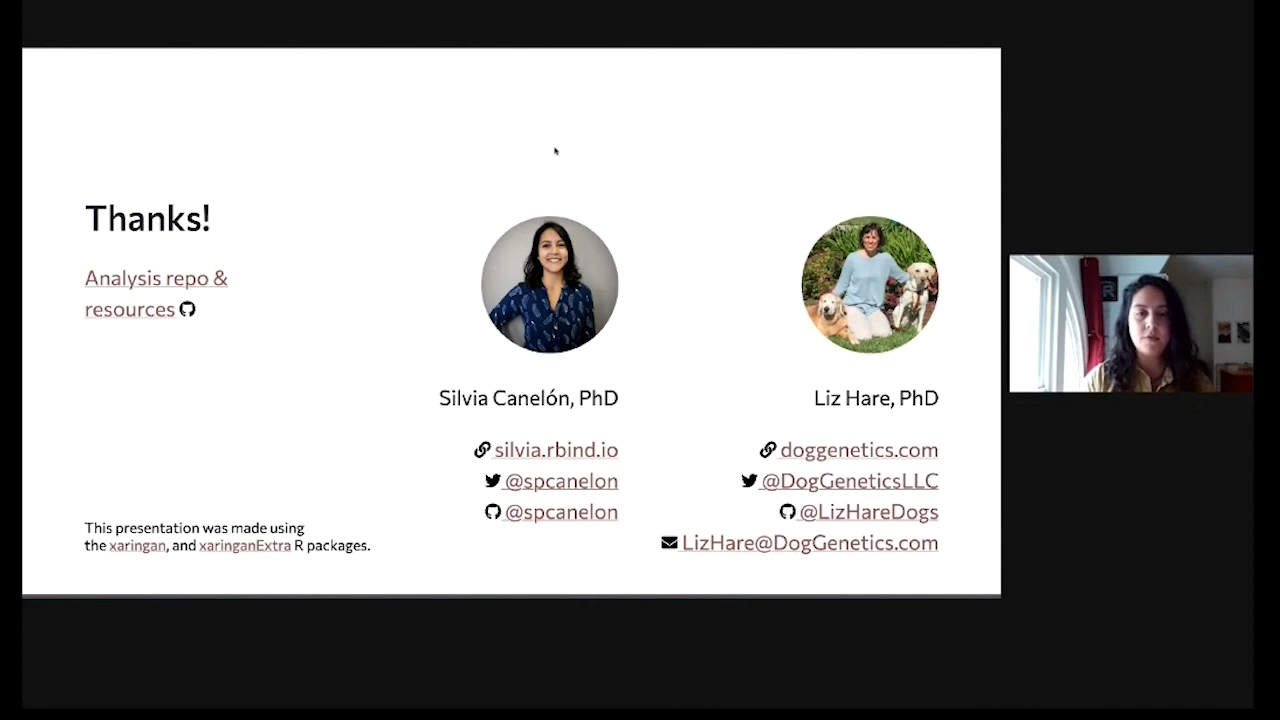 Thanks!
Analysis repo &
resources
This presentation was made using
the xaringan, and xaringanExtra R packages.
Silvia Canelón, PhD
silvia.rbind.io
@spcanelon
@spcanelon
Liz Hare, PhD
doggenetics.com
@DogGeneticsLLC
@LizHareDogs
LizHare@DogGenetics.com